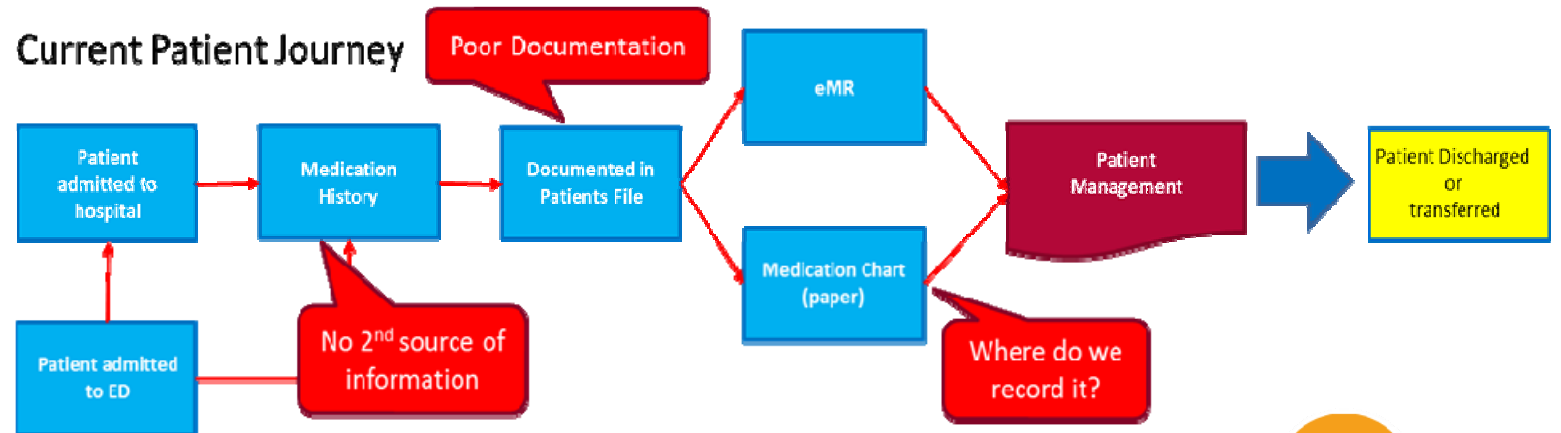 Current Patient Journey
Poor Documentation
eMR
Patient
admitted to
hospital
Medication
History
Documented in
Patients File
Patient
Management
Patient Discharged
or
transferred
Medication Chart
(paper)
Patient admitted
to ED
No 2nd source of
information
Where do we
record it?